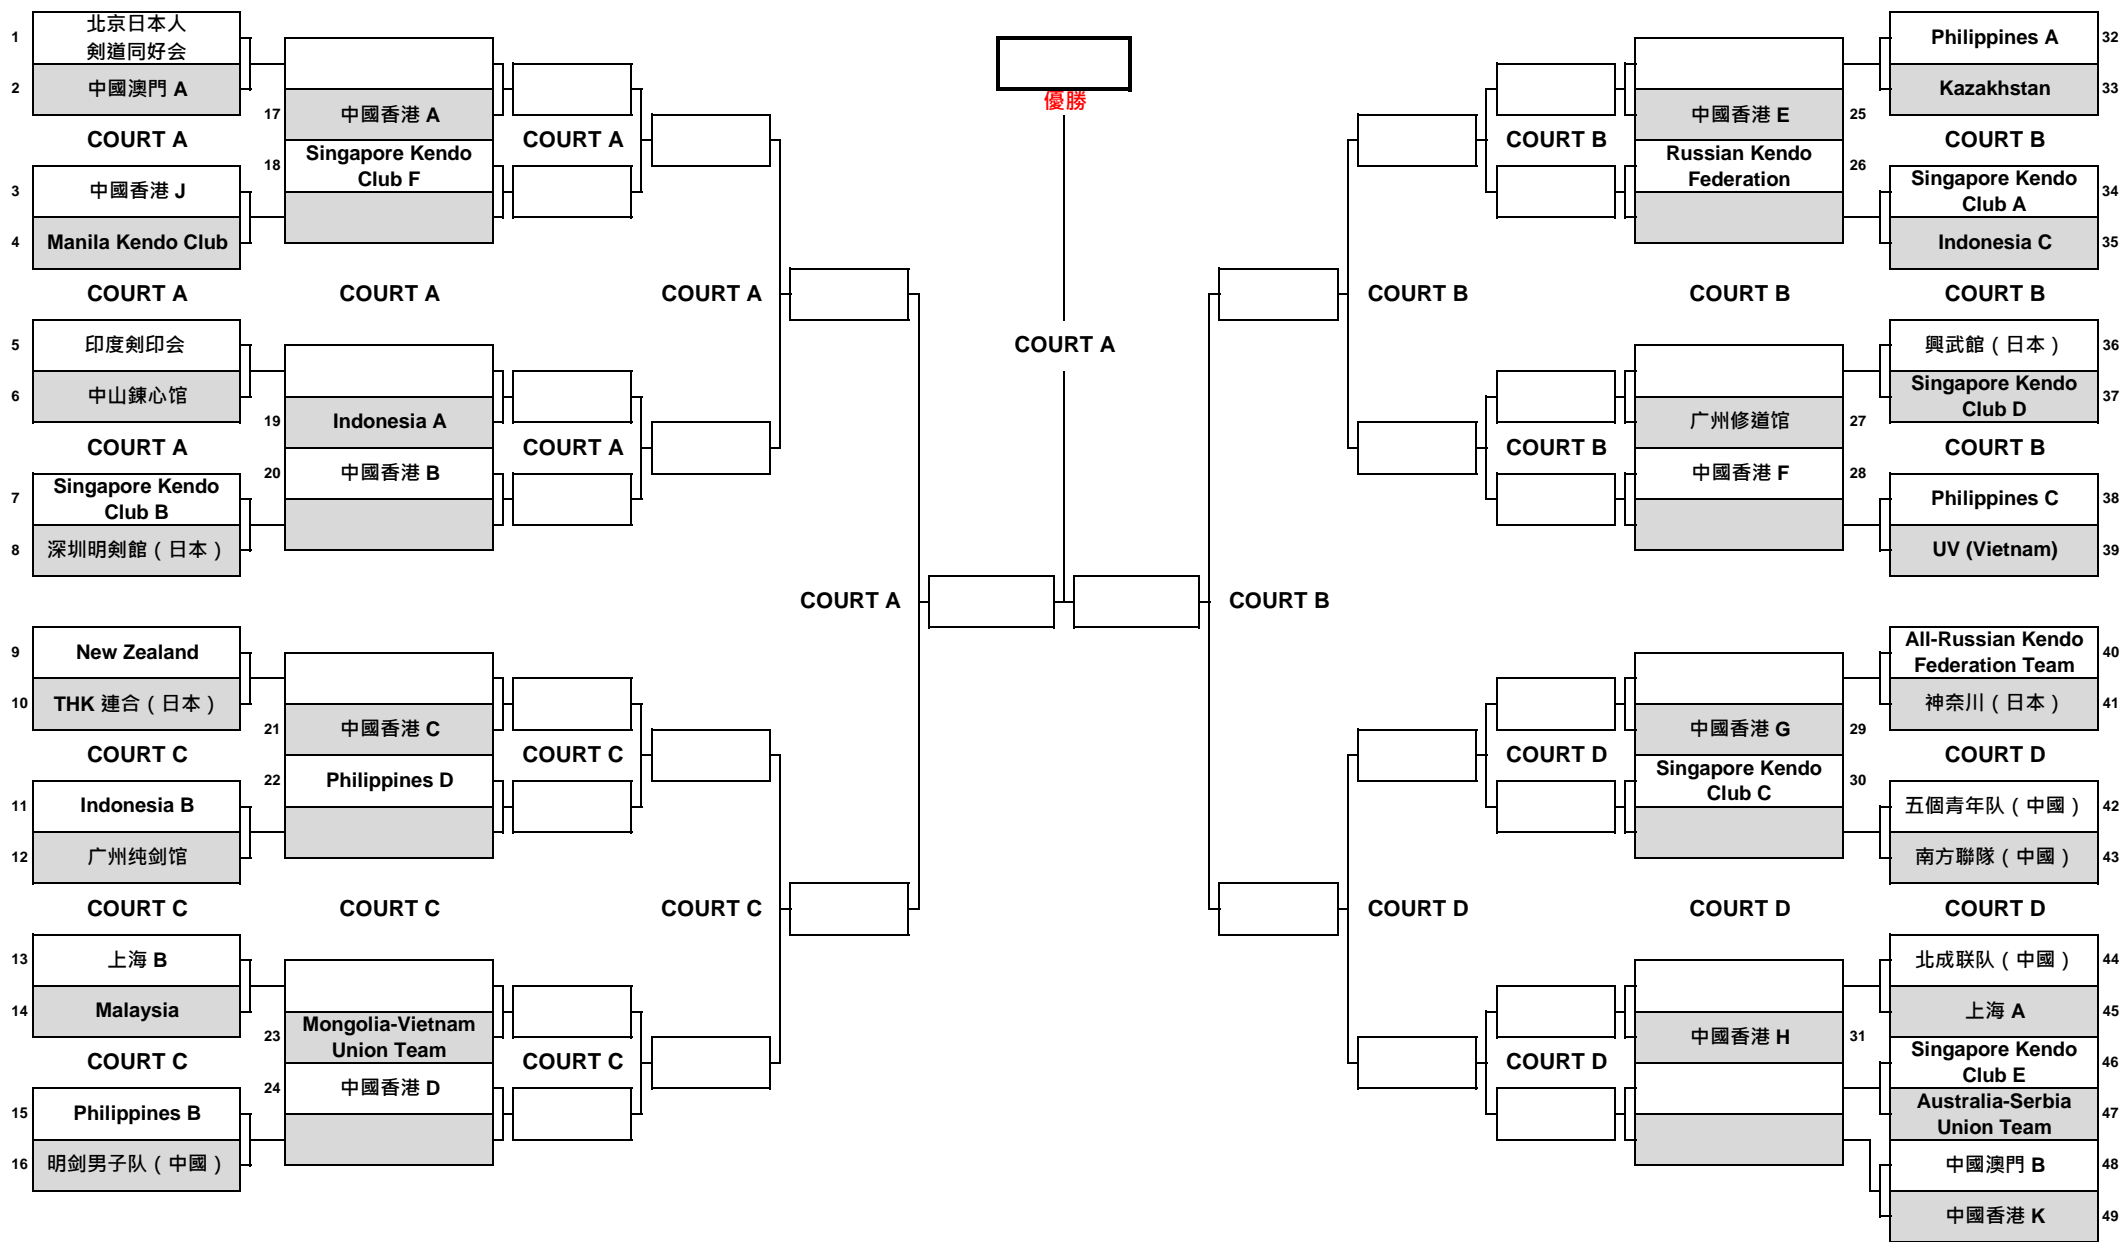 1
北京日本人
剣道同好会
2
中國澳門 A
COURT A
3
中國香港 J
4
Manila Kendo Club
COURT A
5
印度剣印会
6
中山鍊心馆
COURT A
7
Singapore Kendo
Club B
8
深圳明剣館（日本）
9
New Zealand
10
THK 連合（日本）
COURT C
11
Indonesia B
12
广州纯剑馆
COURT C
13
上海 B
14
Malaysia
COURT C
15
Philippines B
16
明剑男子队（中國）
17
中國香港 A
18
Singapore Kendo
Club F
COURT A
19
Indonesia A
20
中國香港 B
21
中國香港 C
22
Philippines D
COURT C
23
Mongolia-Vietnam
Union Team
24
中國香港 D
COURT A
COURT A
COURT C
COURT C
COURT A
COURT C
COURT A
優勝
COURT A
COURT B
COURT B
COURT D
COURT B
COURT B
COURT D
COURT D
中國香港 E
25
Russian Kendo
Federation
26
COURT B
广州修道馆
27
中國香港 F
28
中國香港 G
29
Singapore Kendo
Club C
30
COURT D
中國香港 H
31
Philippines A
32
Kazakhstan
33
COURT B
Singapore Kendo
Club A
34
Indonesia C
35
COURT B
興武館（日本）
36
Singapore Kendo
Club D
37
COURT B
Philippines C
38
UV (Vietnam)
39
All-Russian Kendo
Federation Team
40
神奈川（日本）
41
COURT D
五個青年队（中國）
42
南方聯隊（中國）
43
COURT D
北成联队（中國）
44
上海 A
45
Singapore Kendo
Club E
46
Australia-Serbia
Union Team
47
中國澳門 B
48
中國香港 K
49